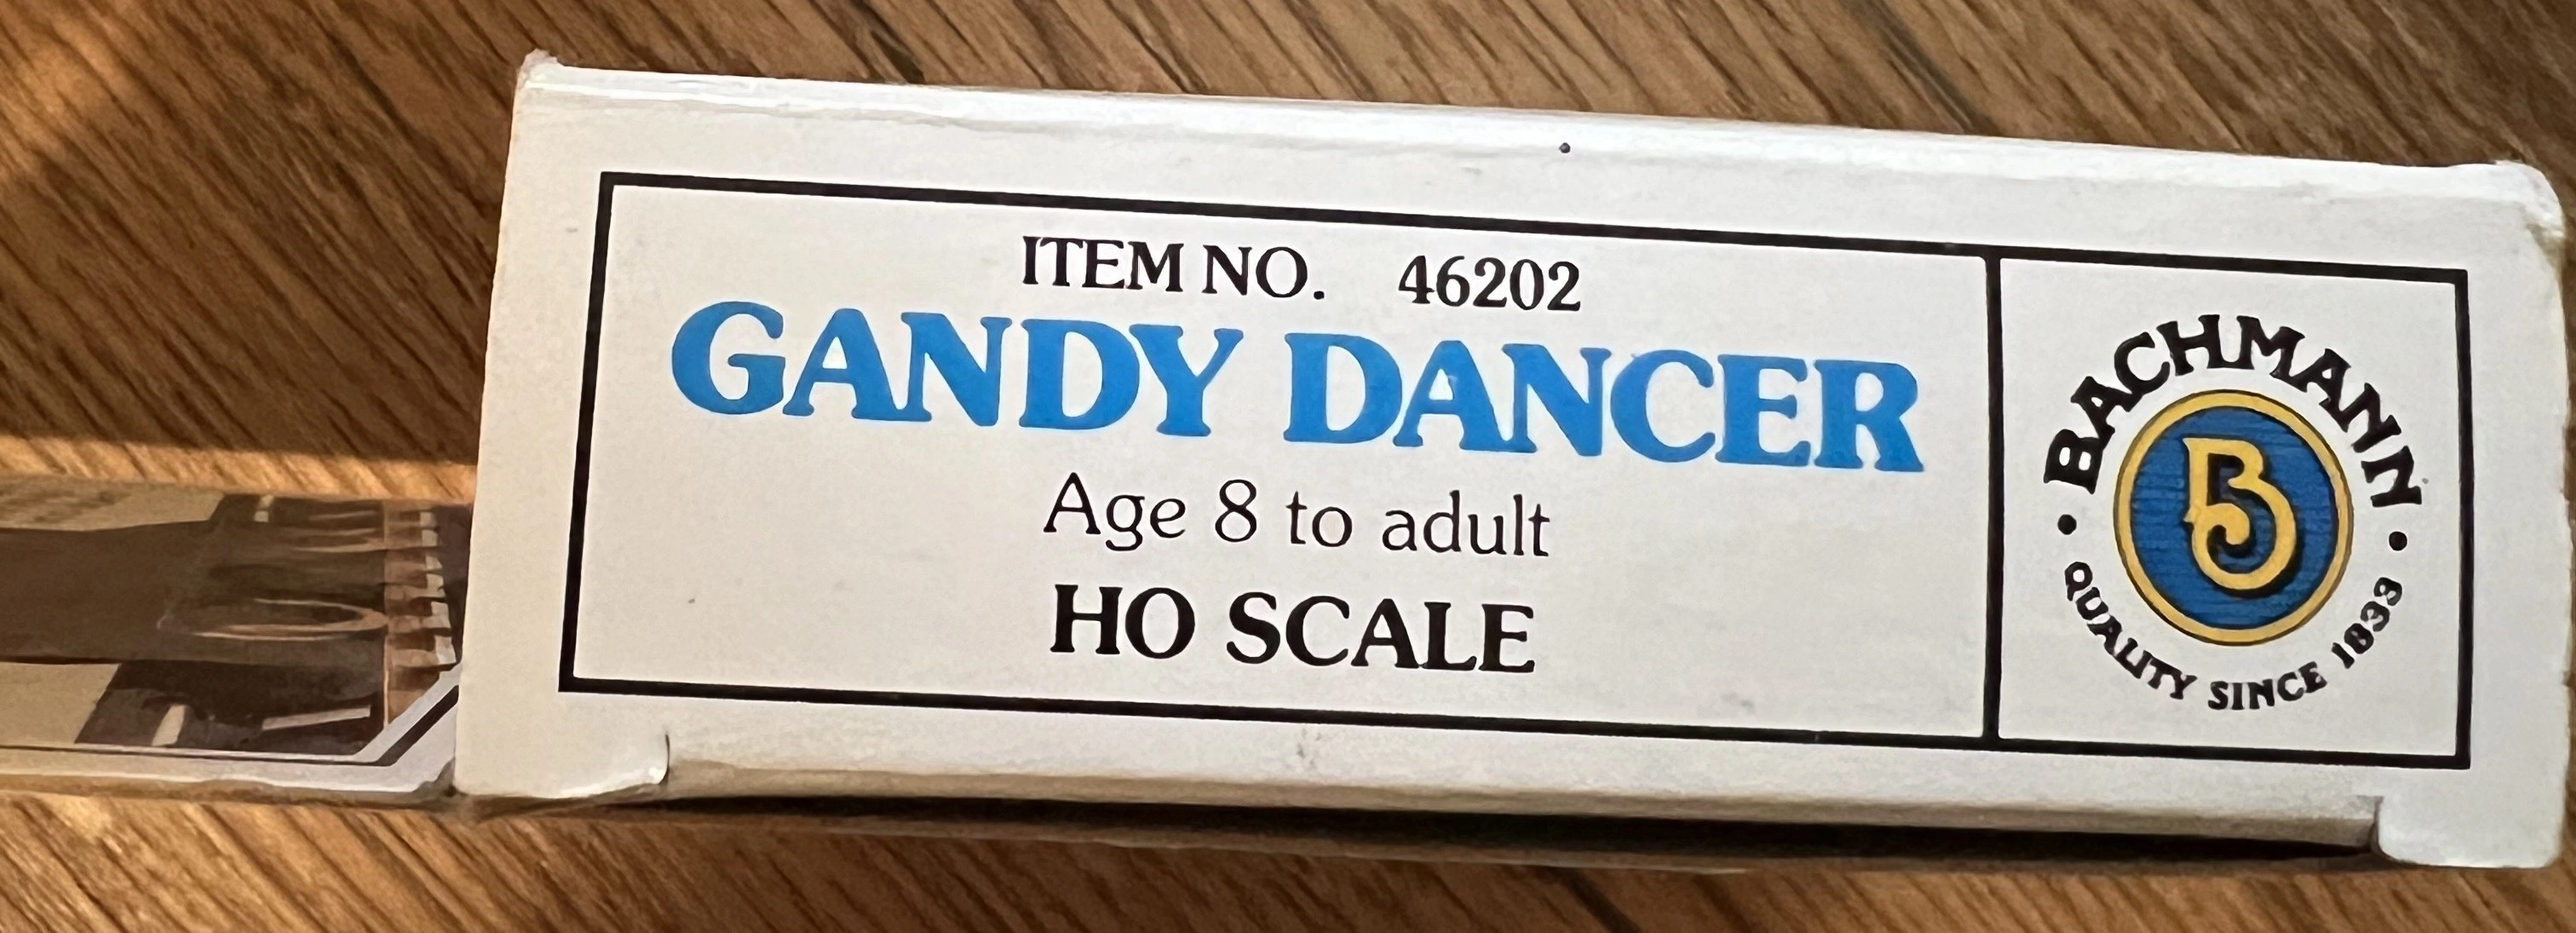 ITEM NO. 46202
GANDY DANCER
Age 8 to adult
HO SCALE
BACHMANN
B
• QUALITY SINCE 1833 •